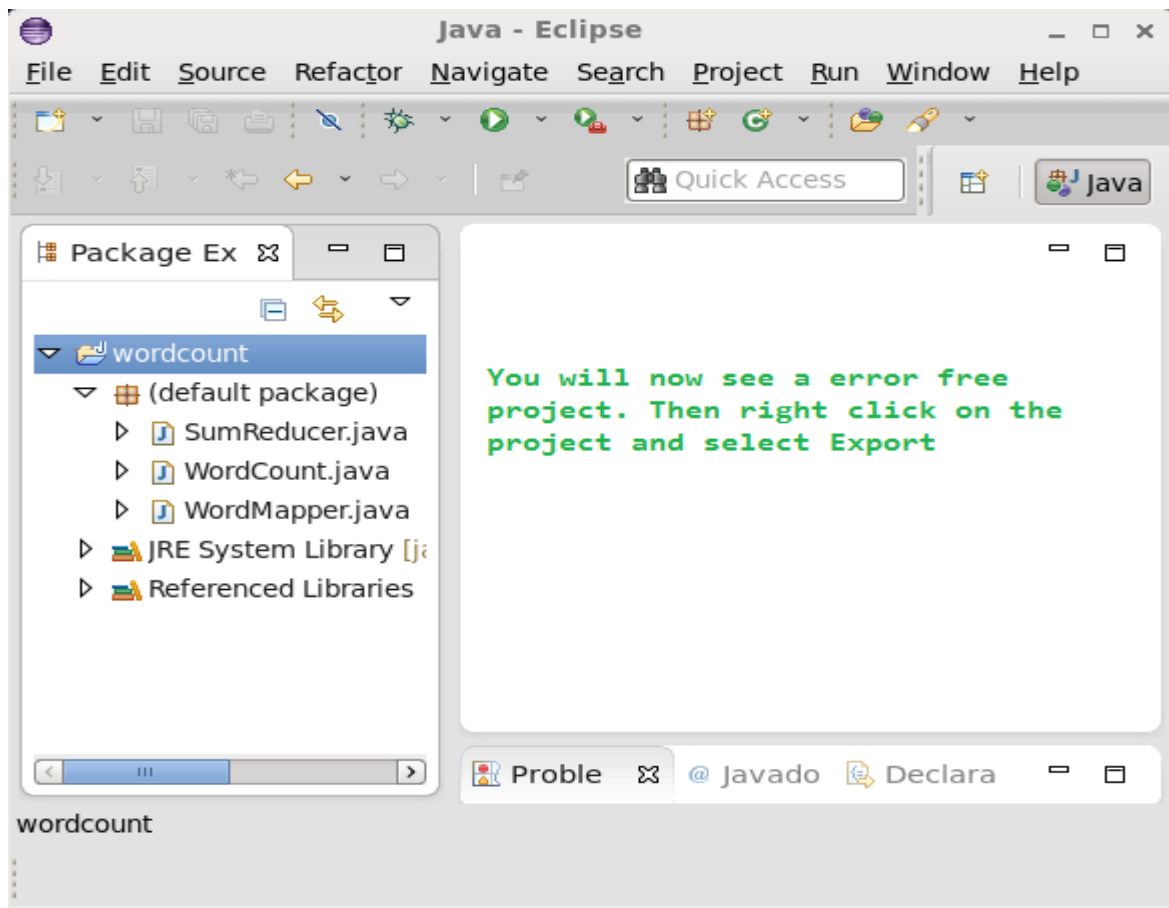 Java - Eclipse
File Edit Source Refactor Navigate Search Project Run Window Help
Quick Access
Java
Package Ex
wordcount
(default package)
SumReducer.java
WordCount.java
WordMapper.java
JRE System Library [ja
Referenced Libraries
You will now see a error free
project. Then right click on the
project and select Export
Proble @ Javado Declara
wordcount